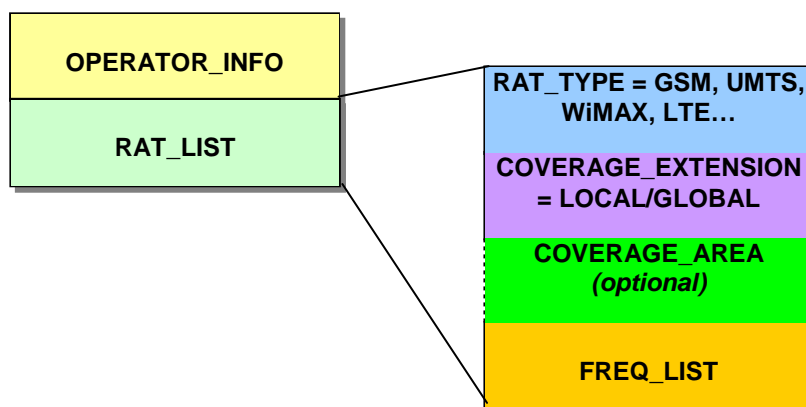 OPERATOR_INFO
RAT_LIST
RAT_TYPE = GSM, UMTS,
WiMAX, LTE…
COVERAGE_EXTENSION
= LOCAL/GLOBAL
COVERAGE_AREA
(optional)
FREQ_LIST